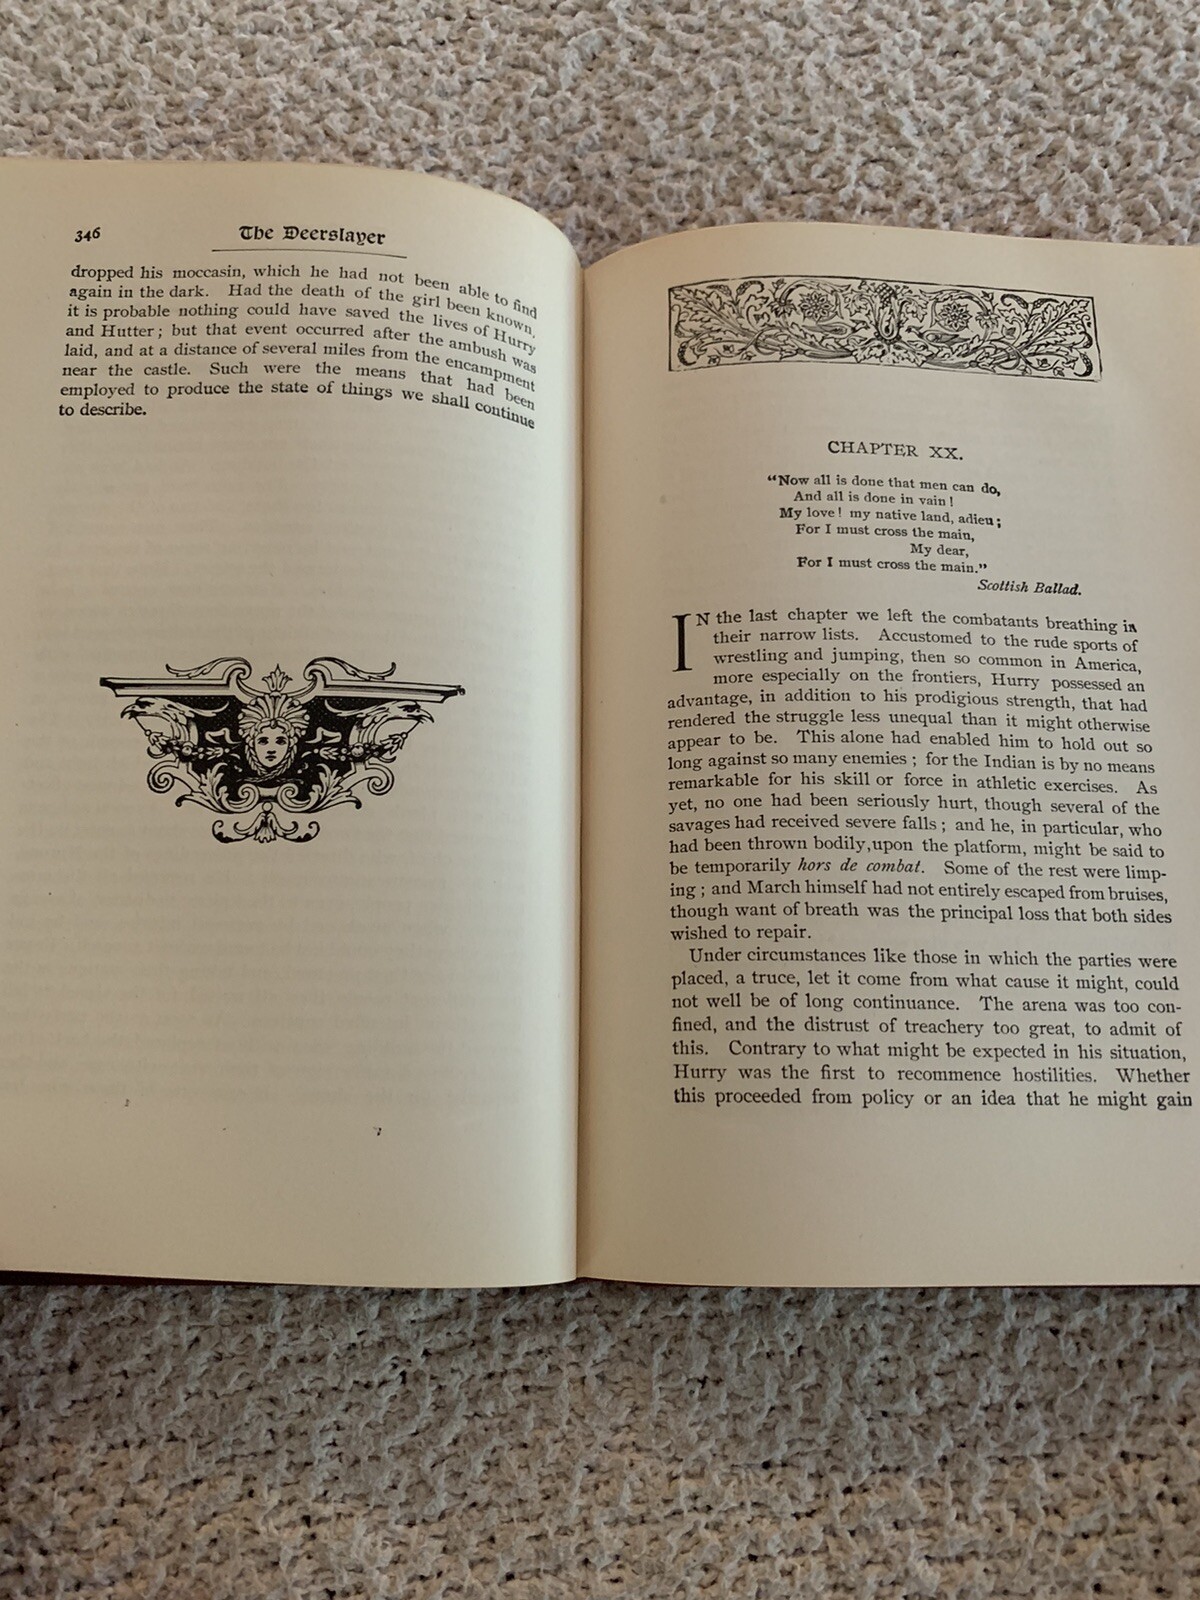 346
The Deerslayer
dropped his moccasin, which he had not been able to find
again in the dark. Had the death of the girl been known,
it is probable nothing could have saved the lives of Hurry
and Hutter; but that event occurred after the ambush was
laid, and at a distance of several miles from the encampment
near the castle. Such were the means that had been
employed to produce the state of things we shall continue
to describe.
CHAPTER XX.
"Now all is done that men can do,
And all is done in vain!
My love! my native land, adieu;
For I must cross the main,
My dear,
For I must cross the main."
Scottish Ballad.
IN the last chapter we left the combatants breathing in
their narrow lists. Accustomed to the rude sports of
wrestling and jumping, then so common in America,
more especially on the frontiers, Hurry possessed an
advantage, in addition to his prodigious strength, that had
rendered the struggle less unequal than it might otherwise
appear to be. This alone had enabled him to hold out so
long against so many enemies; for the Indian is by no means
remarkable for his skill or force in athletic exercises. As
yet, no one had been seriously hurt, though several of the
savages had received severe falls; and he, in particular, who
had been thrown bodily,upon the platform, might be said to
be temporarily hors de combat. Some of the rest were limp-
ing; and March himself had not entirely escaped from bruises,
though want of breath was the principal loss that both sides
wished to repair.
Under circumstances like those in which the parties were
placed, a truce, let it come from what cause it might, could
not well be of long continuance. The arena was too con-
fined, and the distrust of treachery too great, to admit of
this. Contrary to what might be expected in his situation,
Hurry was the first to recommence hostilities. Whether
this proceeded from policy or an idea that he might gain